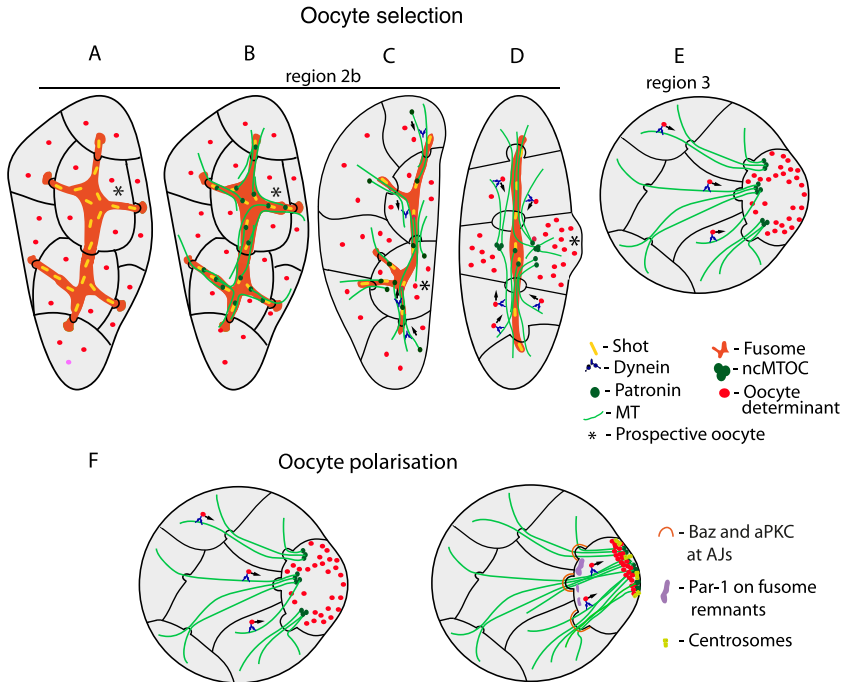 Oocyte selection
A
B
C
D
E
region 2b
region 3
*
*
*
*
- Shot
- Dynein
- Patronin
- MT
* - Prospective oocyte
- Fusome
- ncMTOC
- Oocyte
determinant
F
Oocyte polarisation
- Baz and aPKC
at AJs
- Par-1 on fusome
remnants
- Centrosomes